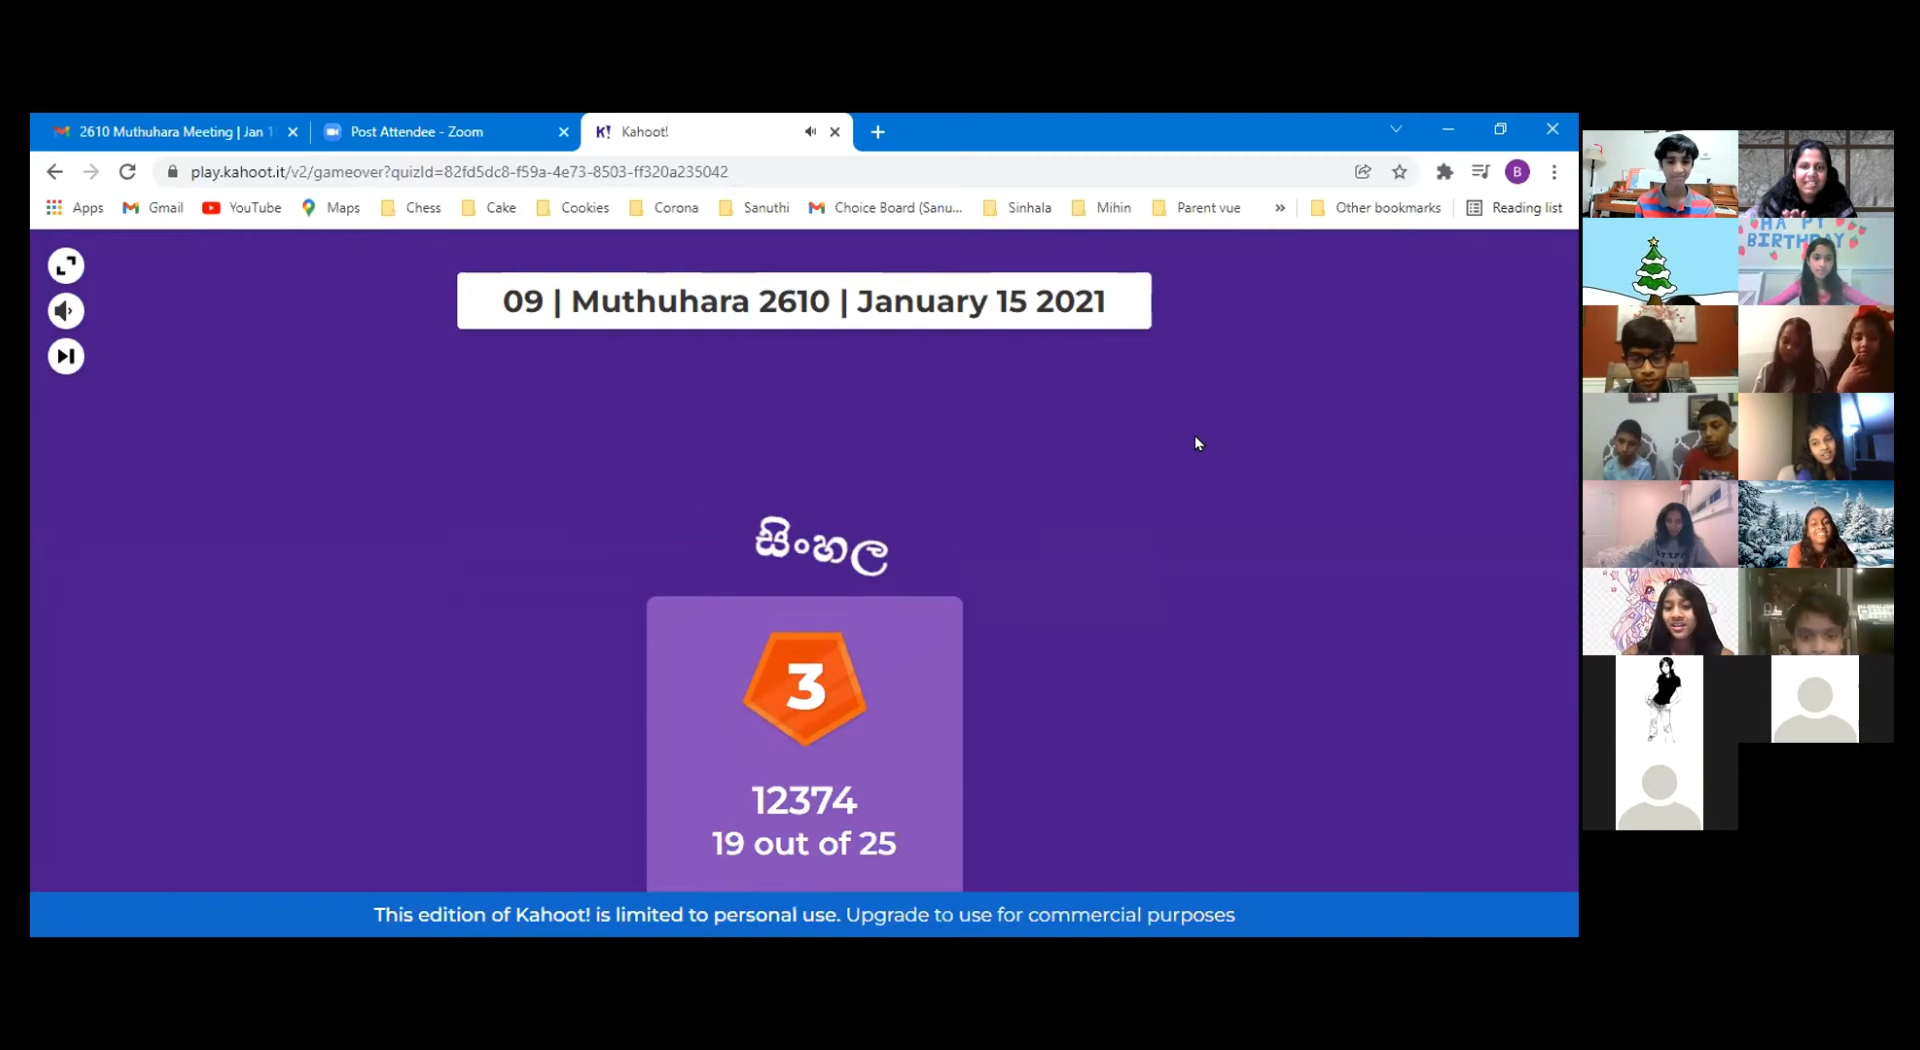 2610 Muthuhara Meeting | Jan 1
Post Attendee - Zoom
K! Kahoot!
play.kahoot.it/v2/gameover?quizId=82fd5dc8-f59a-4e73-8503-ff320a235042
B
Apps Gmail YouTube Maps Chess Cake Cookies Corona Sanuthi Choice Board (Sanu... Sinhala Mihin Parent vue » Other bookmarks Reading list
09 | Muthuhara 2610 | January 15 2021
සිංහල
3
12374
19 out of 25
This edition of Kahoot! is limited to personal use. Upgrade to use for commercial purposes
HAPPY
BIRTHDAY